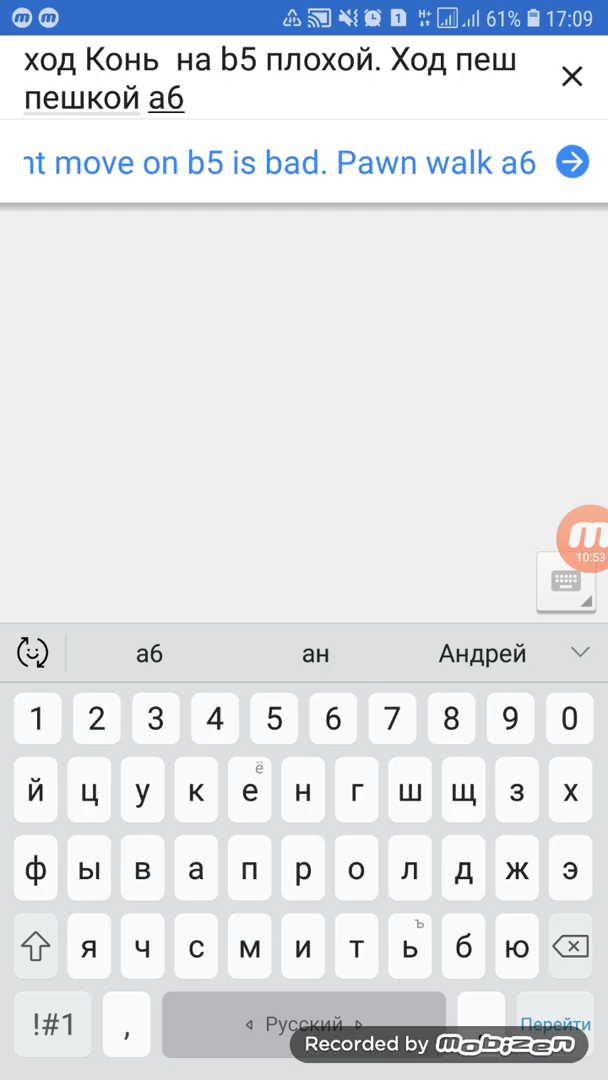 1 H+ 61% 17:09
ход Конь на b5 плохой. Ход пеш
пешкой а6
nt move on b5 is bad. Pawn walk a6
10:53
а6 ан Андрей
1 2 3 4 5 6 7 8 9 0
ё
й ц у к е н г ш щ з х
ф ы в а п р о л д ж э
ъ
я ч с м и т ь б ю
!#1 , Русский . Перейти
Recorded by mobizen